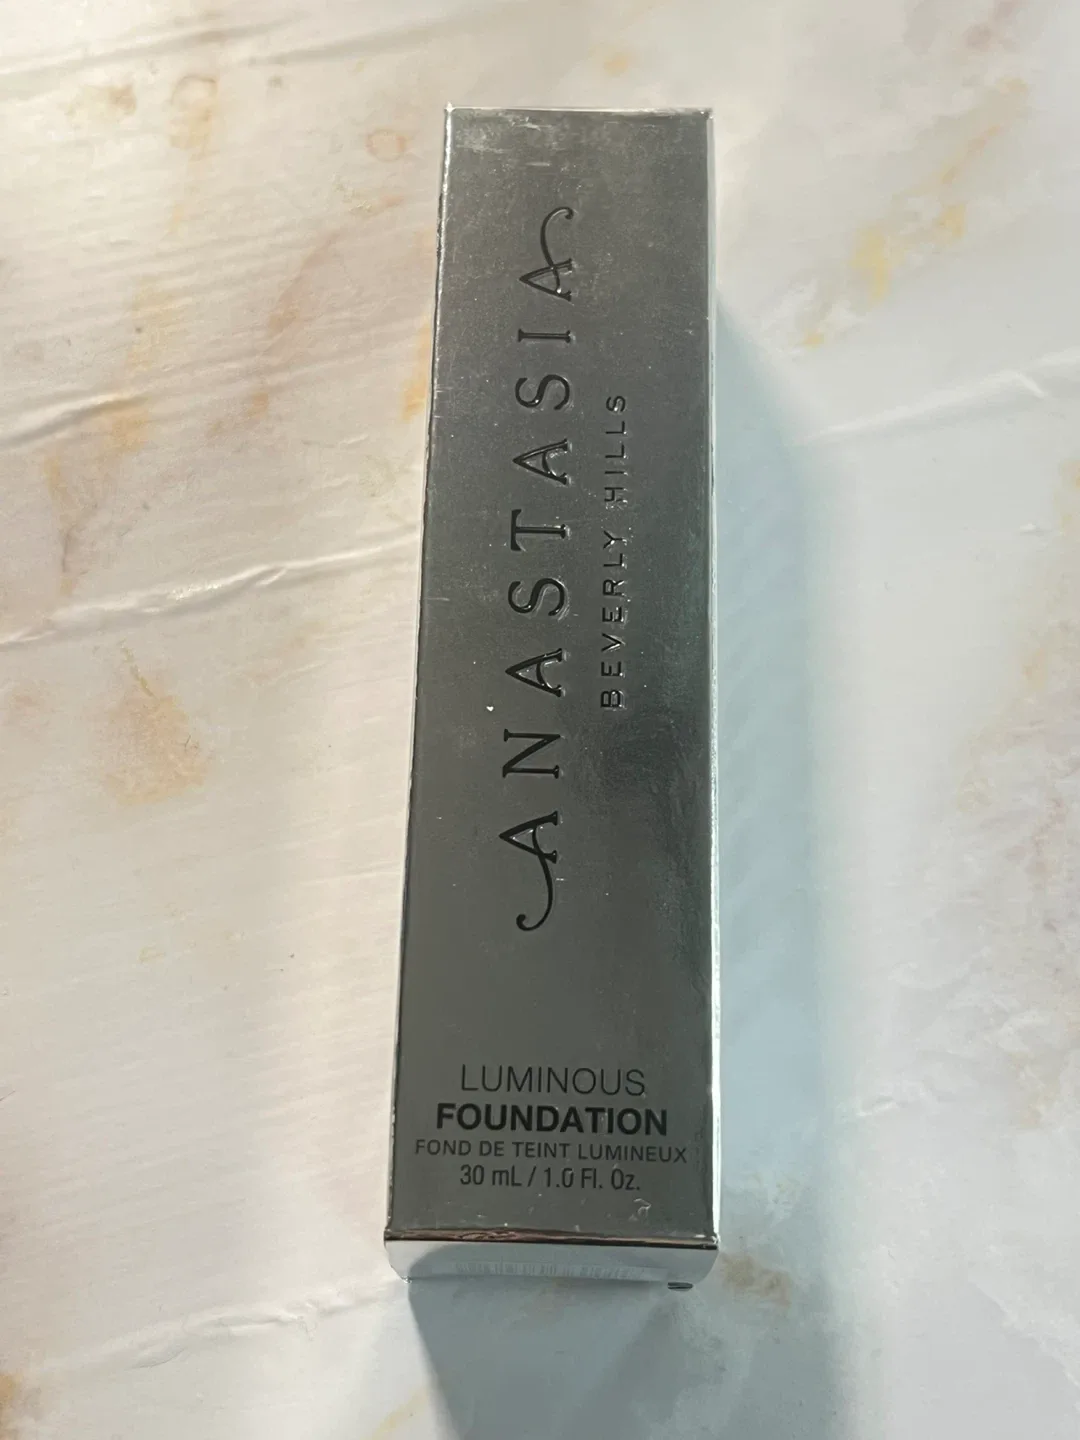 ANASTASIA
BEVERLY HILLS
LUMINOUS
FOUNDATION
FOND DE TEINT LUMINEUX
30 mL / 1.0 Fl. Oz.